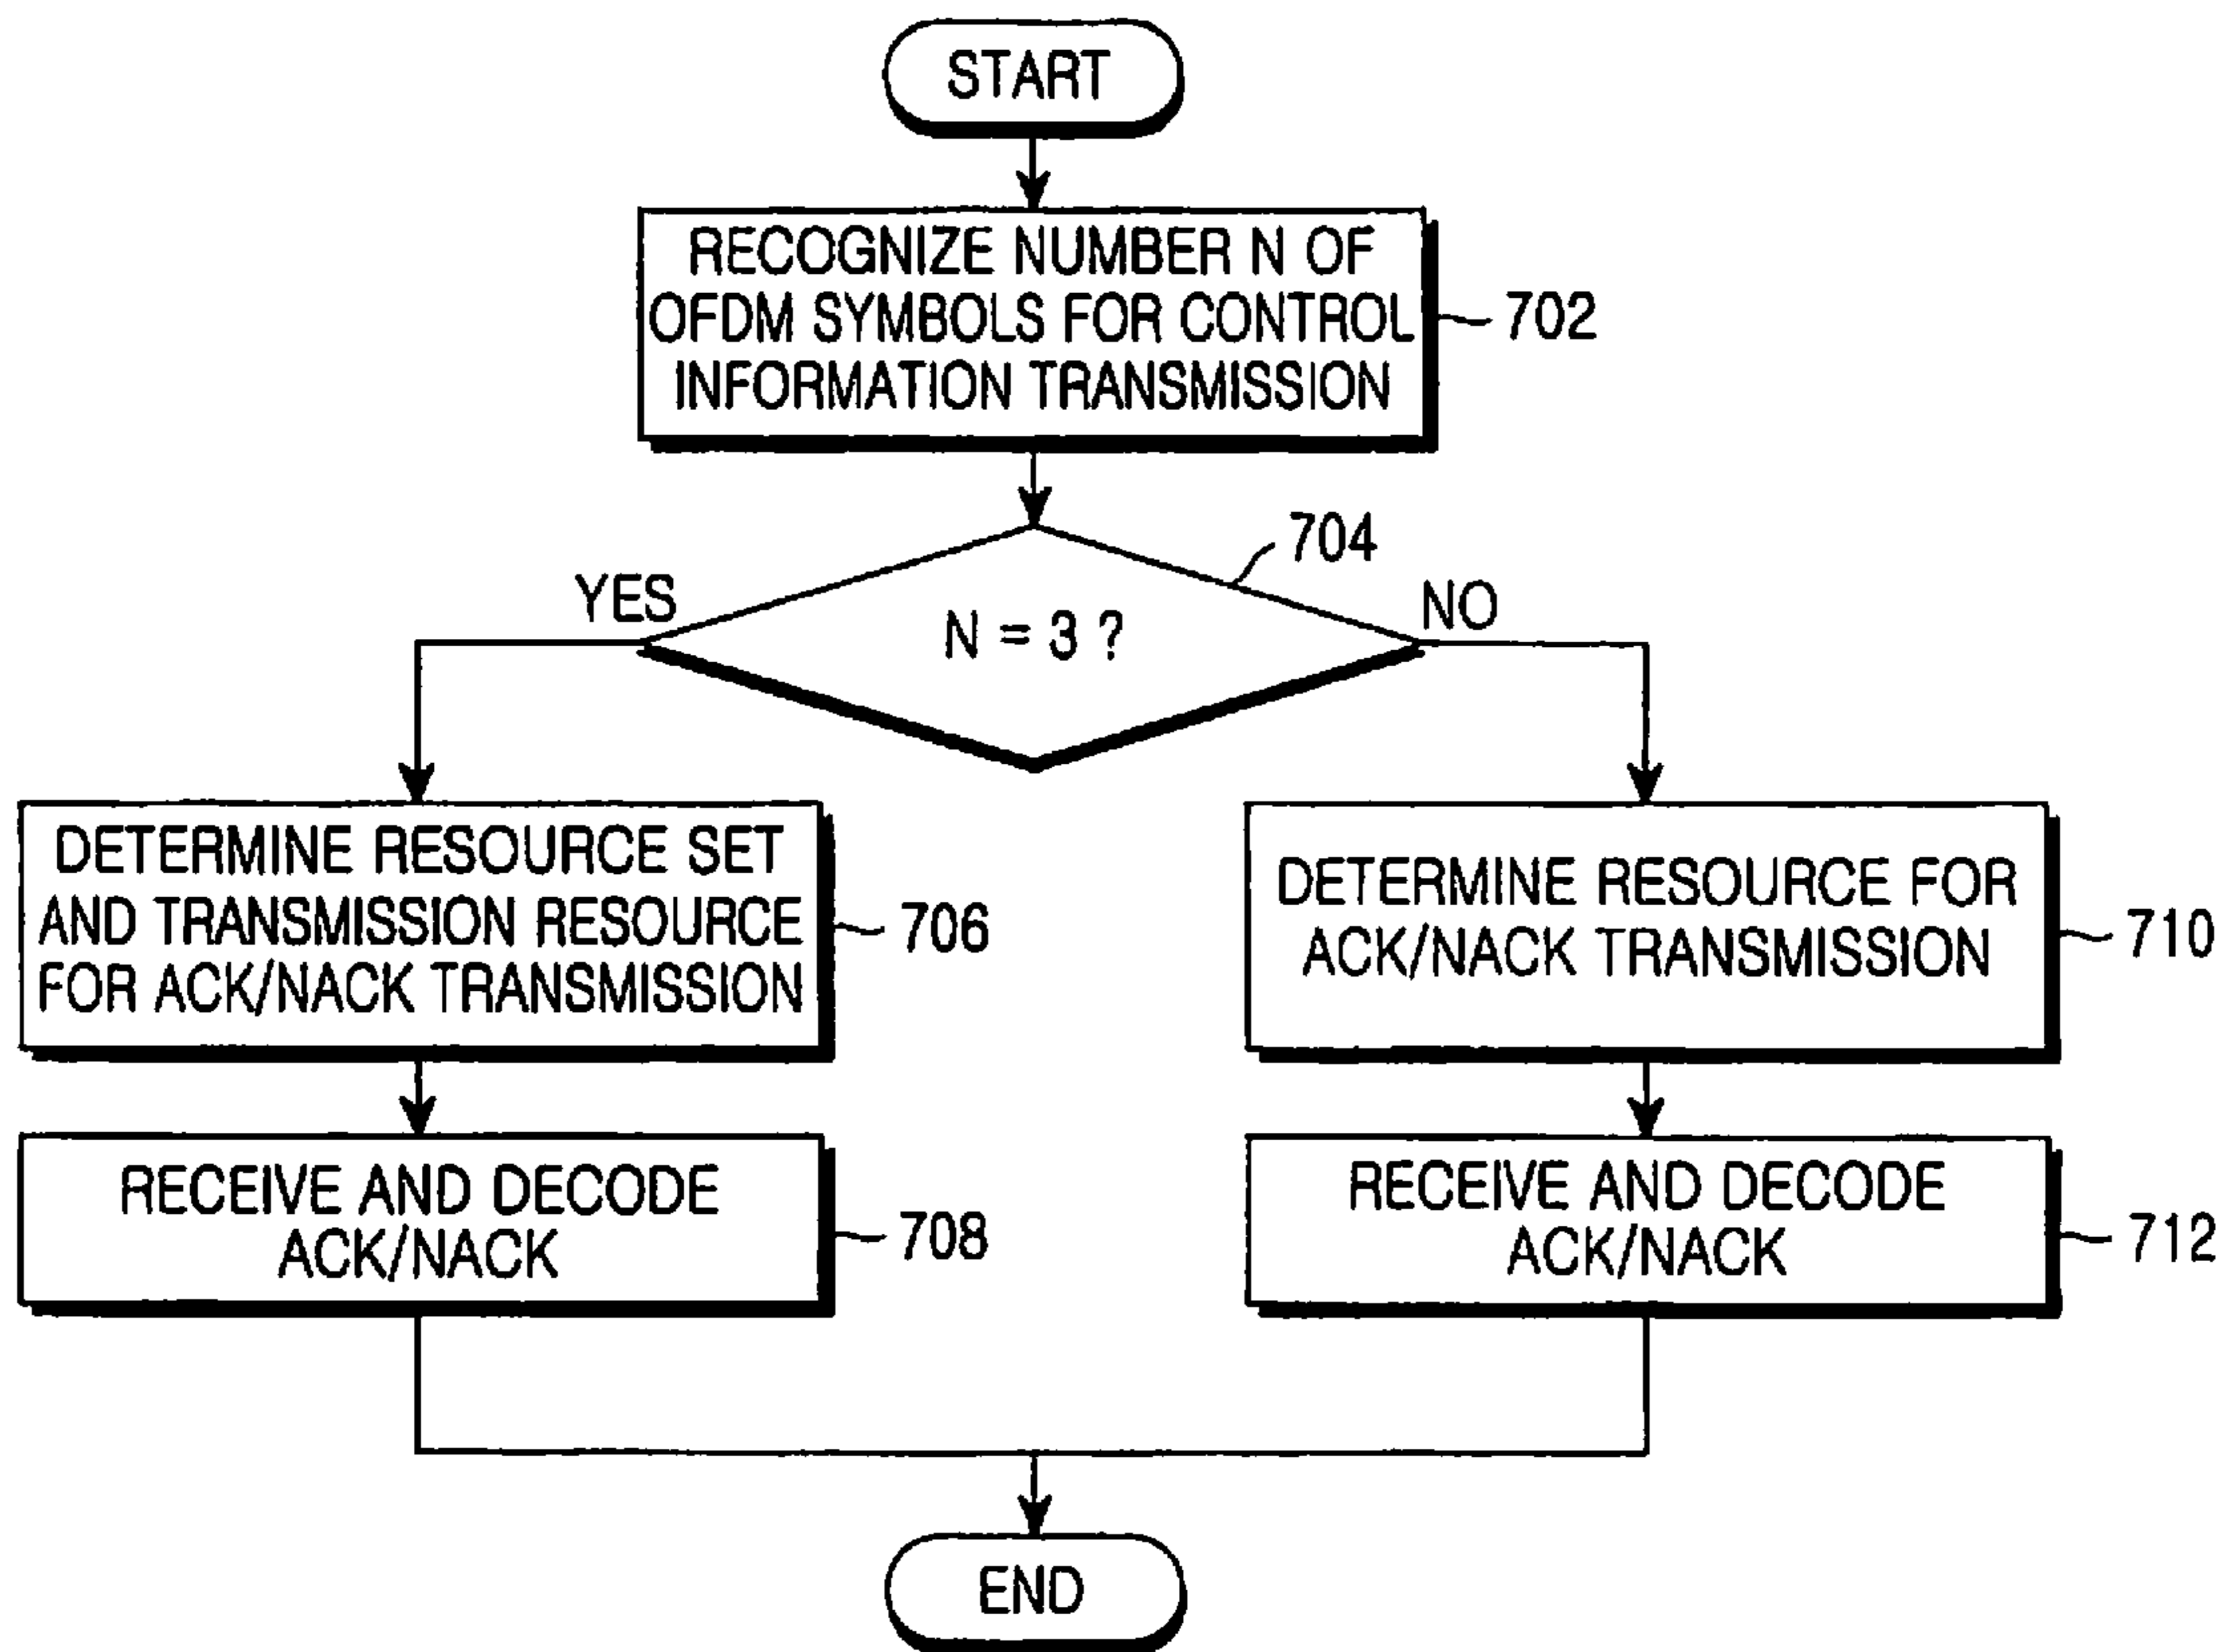 START
RECOGNIZE NUMBER N OF
OFDM SYMBOLS FOR CONTROL
INFORMATION TRANSMISSION
702
704
YES
N = 3 ?
NO
DETERMINE RESOURCE SET
AND TRANSMISSION RESOURCE
FOR ACK/NACK TRANSMISSION
706
DETERMINE RESOURCE FOR
ACK/NACK TRANSMISSION
710
RECEIVE AND DECODE
ACK/NACK
708
RECEIVE AND DECODE
ACK/NACK
712
END